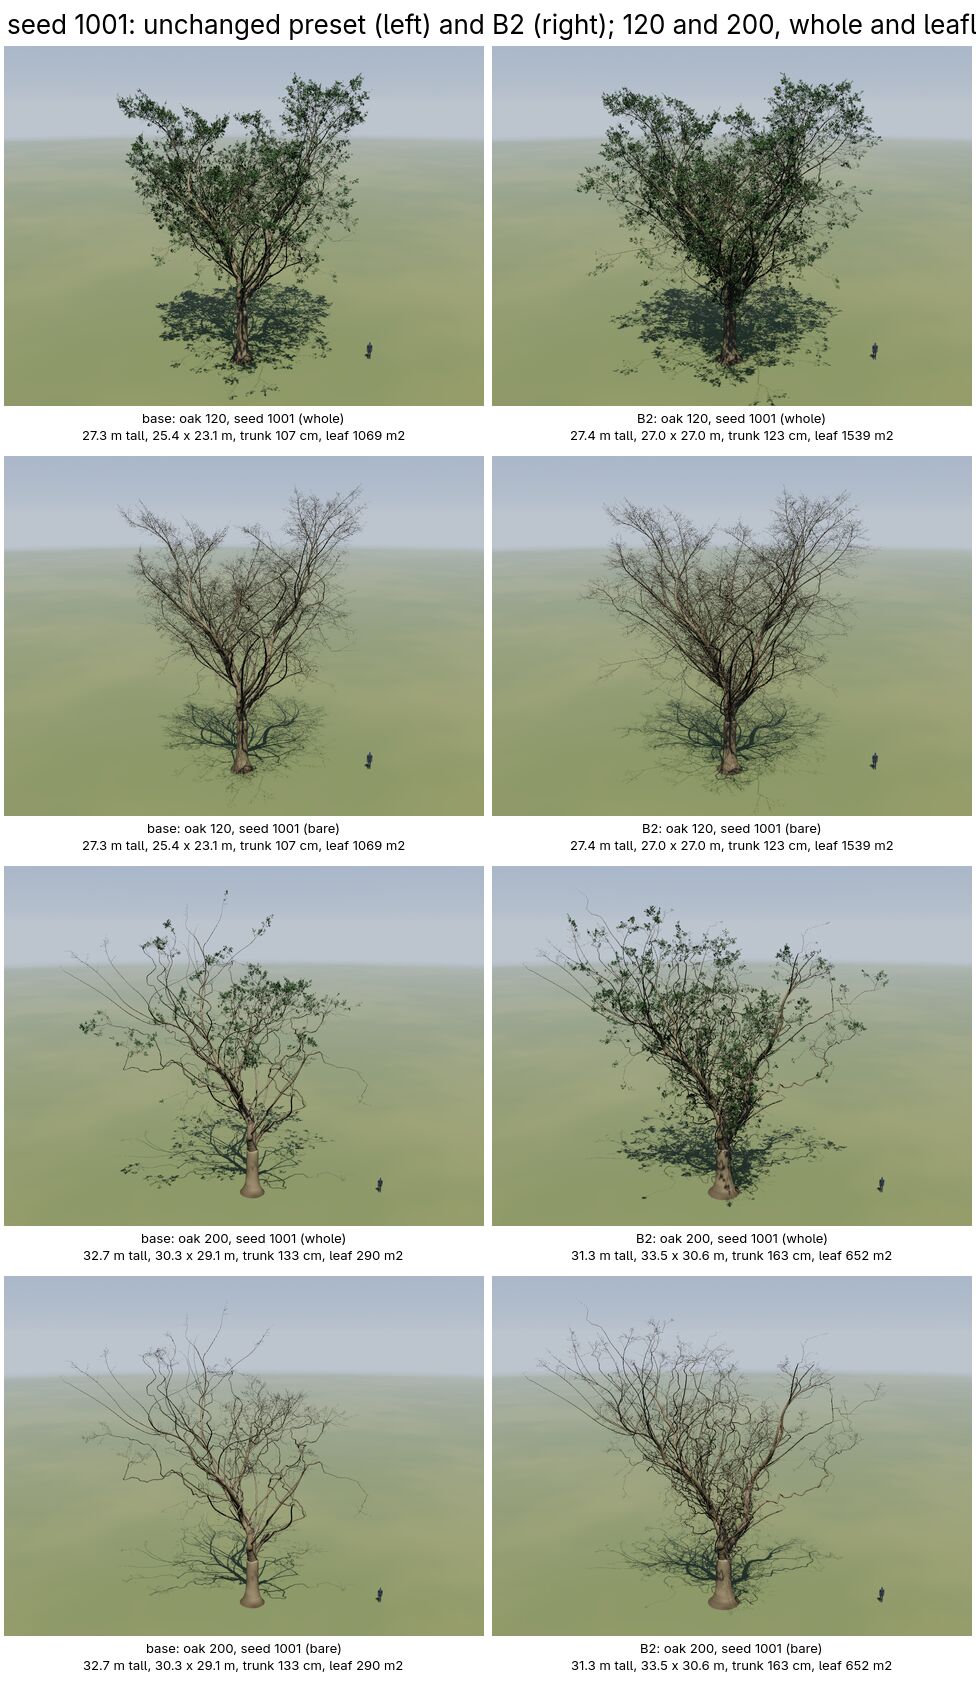 seed 1001: unchanged preset (left) and B2 (right); 120 and 200, whole and leafl
base: oak 120, seed 1001 (whole)
27.3 m tall, 25.4 x 23.1 m, trunk 107 cm, leaf 1069 m2
B2: oak 120, seed 1001 (whole)
27.4 m tall, 27.0 x 27.0 m, trunk 123 cm, leaf 1539 m2
base: oak 120, seed 1001 (bare)
27.3 m tall, 25.4 x 23.1 m, trunk 107 cm, leaf 1069 m2
B2: oak 120, seed 1001 (bare)
27.4 m tall, 27.0 x 27.0 m, trunk 123 cm, leaf 1539 m2
base: oak 200, seed 1001 (whole)
32.7 m tall, 30.3 x 29.1 m, trunk 133 cm, leaf 290 m2
B2: oak 200, seed 1001 (whole)
31.3 m tall, 33.5 x 30.6 m, trunk 163 cm, leaf 652 m2
base: oak 200, seed 1001 (bare)
32.7 m tall, 30.3 x 29.1 m, trunk 133 cm, leaf 290 m2
B2: oak 200, seed 1001 (bare)
31.3 m tall, 33.5 x 30.6 m, trunk 163 cm, leaf 652 m2